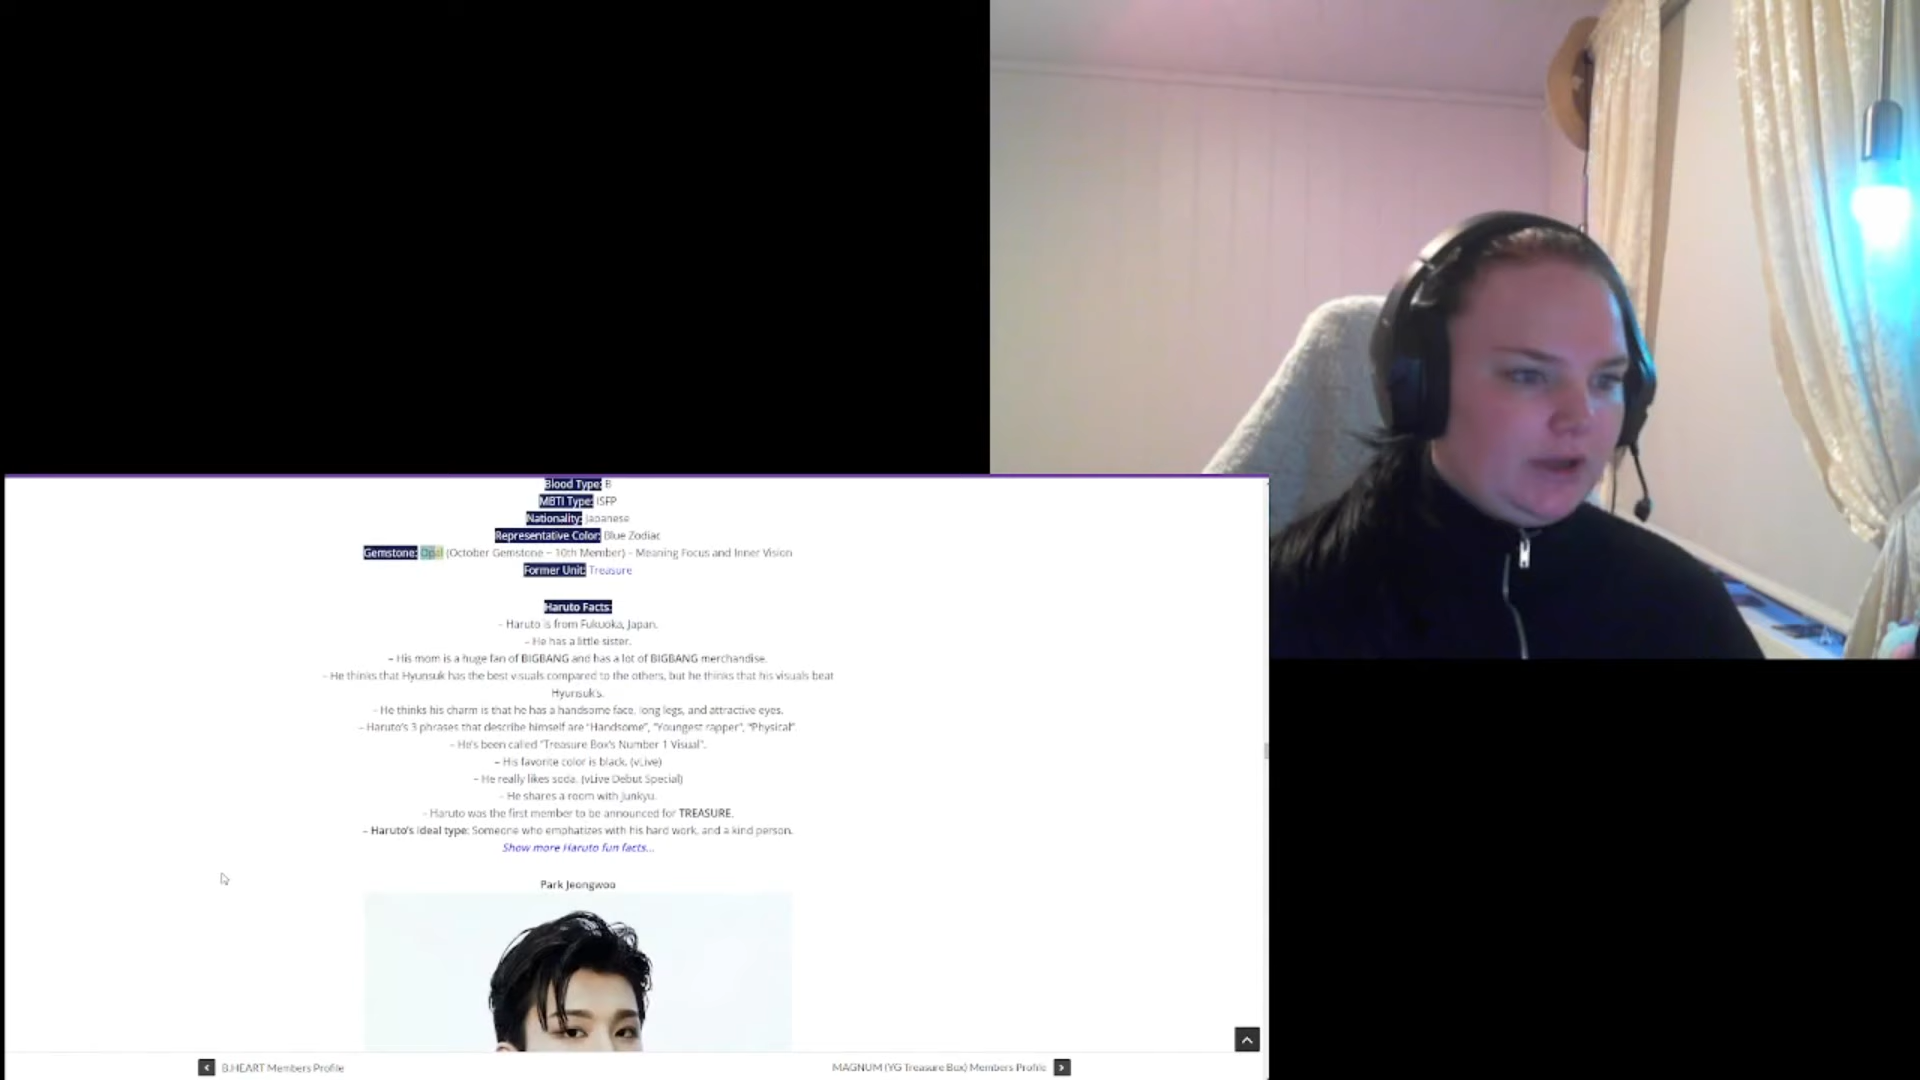 Blood Type: B
MBTI Type: ISFP
Nationality: Japanese
Representative Color: Blue Zodiac
Gemstone: Opal (October Gemstone – 10th Member) – Meaning Focus and Inner Vision
Former Unit: Treasure
Haruto Facts:
– Haruto is from Fukuoka, Japan.
– He has a little sister.
– His mom is a huge fan of BIGBANG and has a lot of BIGBANG merchandise.
– He thinks that Hyunsuk has the best visuals compared to the others, but he thinks that his visuals beat
Hyunsuk's.
– He thinks his charm is that he has a handsome face, long legs, and attractive eyes.
– Haruto's 3 phrases that describe himself are "Handsome", "Youngest rapper", "Physical"
– He's been called "Treasure Box's Number 1 Visual".
– His favorite color is black. (vLive)
– He really likes soda. (vLive Debut Special)
– He shares a room with Junkyu.
– Haruto was the first member to be announced for TREASURE.
– Haruto's ideal type: Someone who emphatizes with his hard work, and a kind person.
Show more Haruto fun facts...
Park Jeongwoo
B.HEART Members Profile
MAGNUM (YG Treasure Box) Members Profile